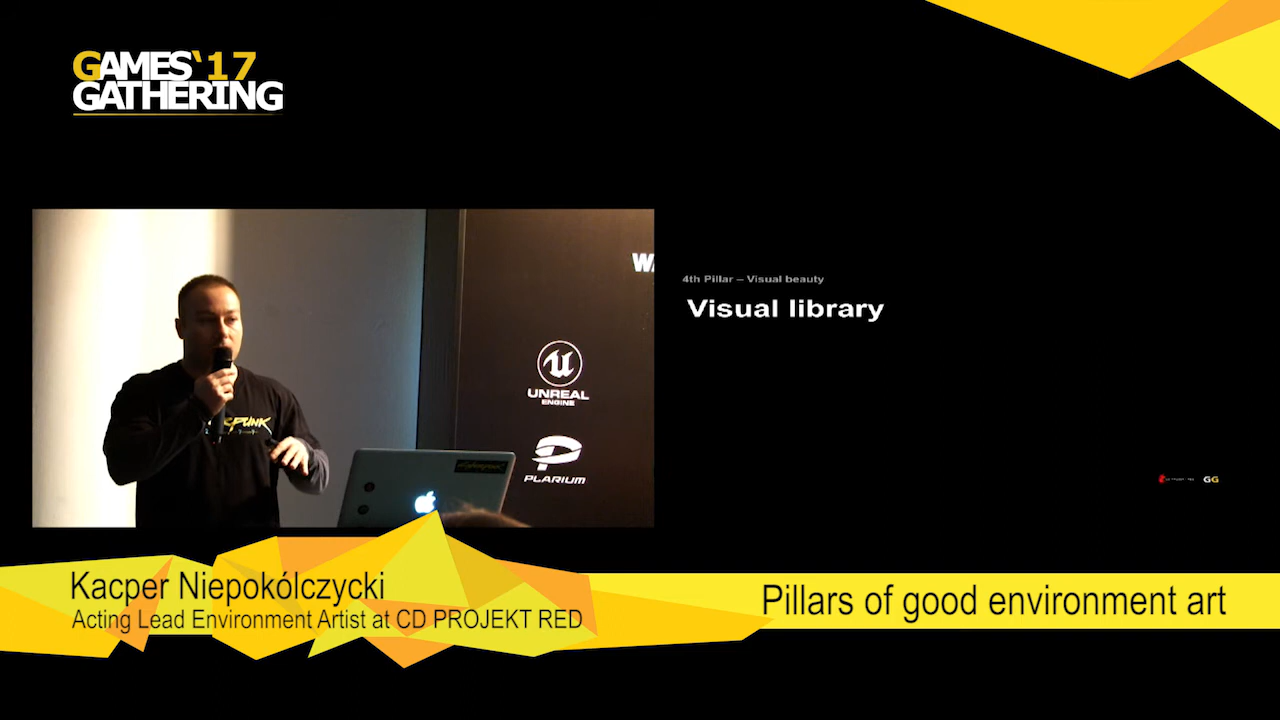 GAMES‘17
GATHERING
4th Pillar – Visual beauty
Visual library
UNREAL
ENGINE
PLARIUM
GG
Kacper Niepokólczycki
Acting Lead Environment Artist at CD PROJEKT RED
Pillars of good environment art